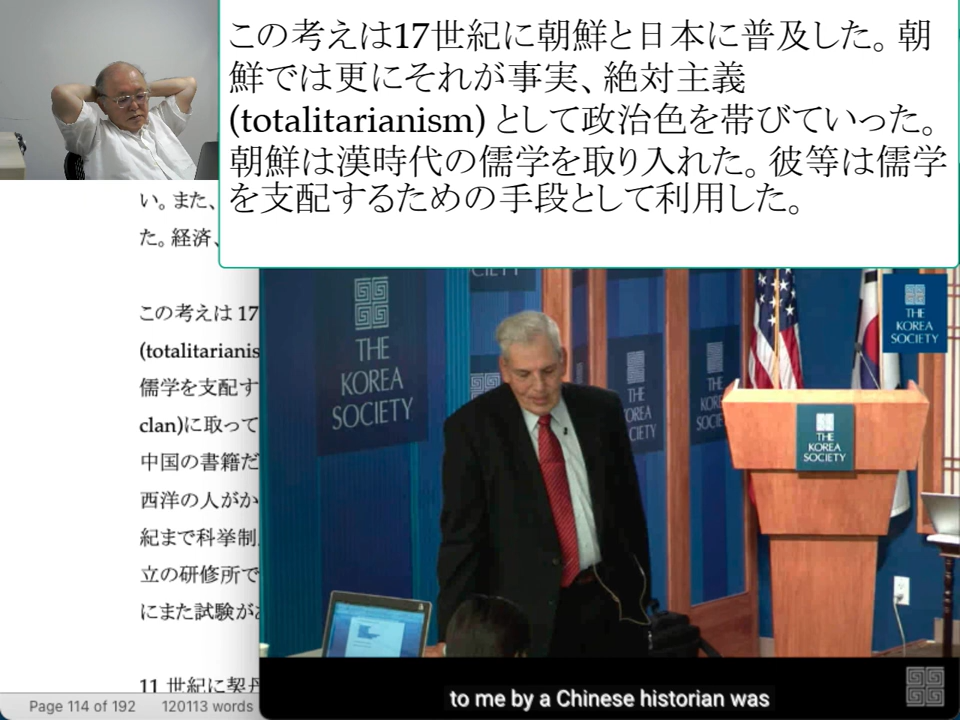 この考えは17世紀に朝鮮と日本に普及した。朝
鮮では更にそれが事実、絶対主義
(totalitarianism) として政治色を帯びていった。
朝鮮は漢時代の儒学を取り入れた。彼等は儒学
を支配するための手段として利用した。
い。また、
た。経済、
この考えは 17
(totalitarianis
儒学を支配す
clan)に取って
中国の書籍だ
西洋の人がか
紀まで科挙制
立の研修所で
にまた試験が
11 世紀に契丹
Page 114 of 192 120113 words
THE
KOREA
SOCIETY
THE
KOREA
SOCIETY
THE
KOREA
SOCIETY
to me by a Chinese historian was